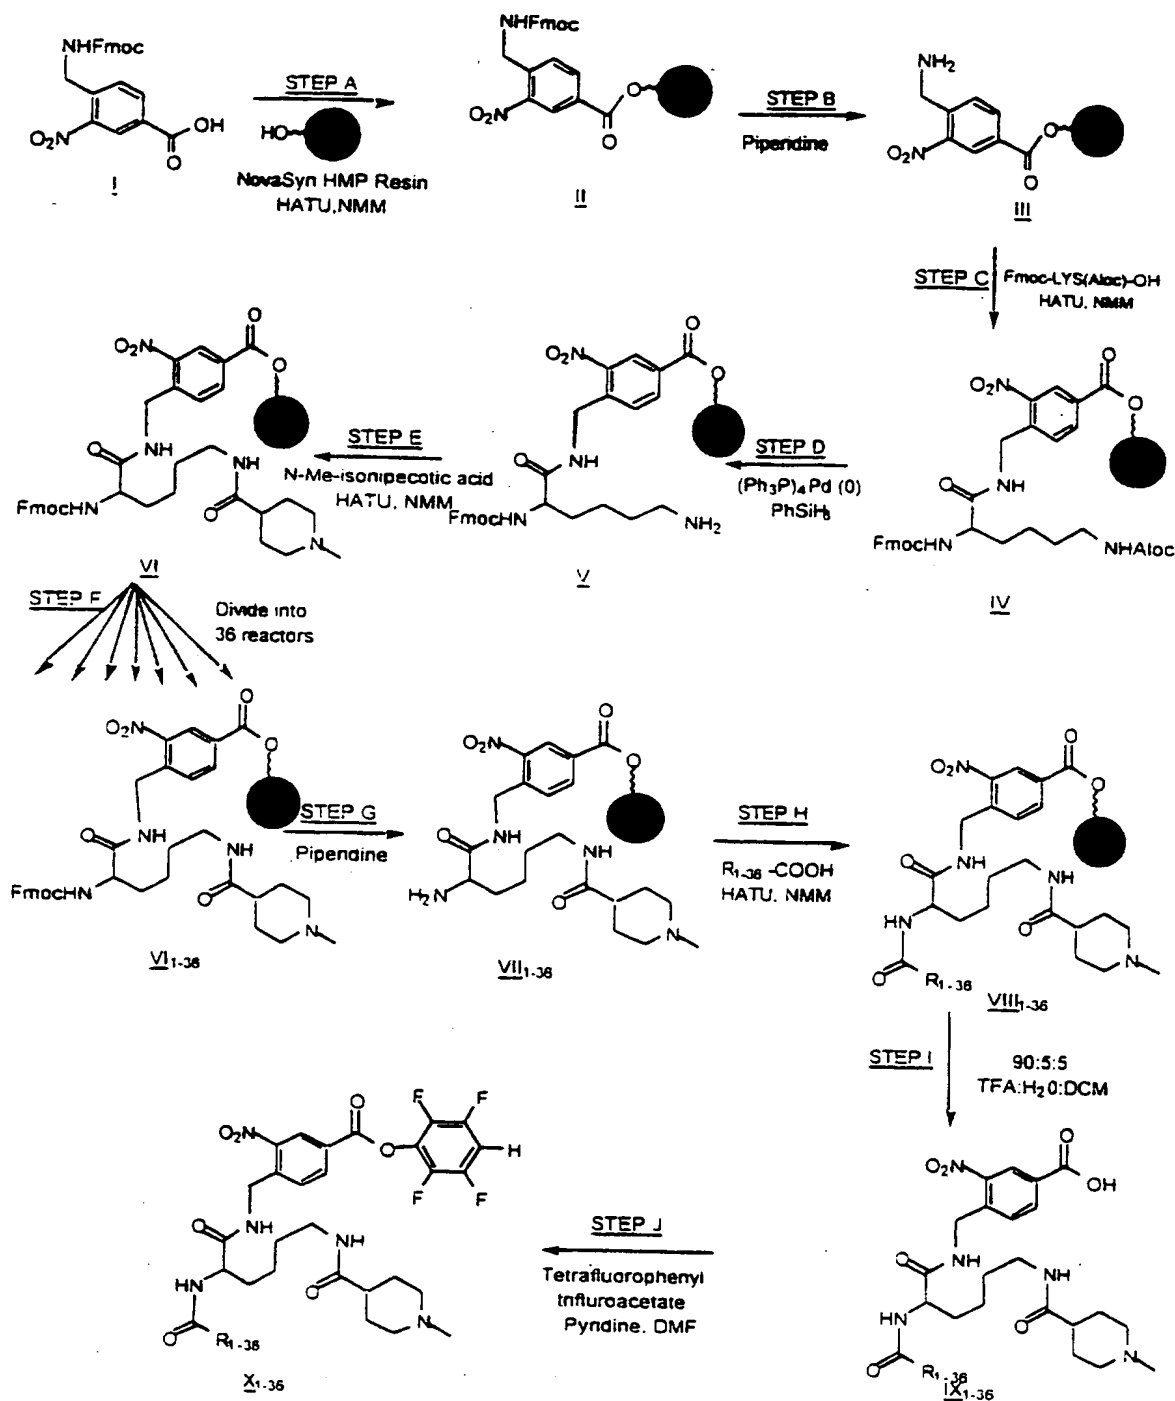 NHFmoc
O₂N
OH
O
I
STEP A
HO
NovaSyn HMP Resin
HATU,NMM
NHFmoc
O₂N
O
O
II
STEP B
Piperidine
NH₂
O₂N
O
O
III
STEP C
Fmoc-LYS(Aloc)-OH
HATU, NMM
O
O₂N
O
O
NH
FmocHN
NHAloc
IV
STEP D
(Ph₃P)₄Pd (0)
PhSiH₃
O
O₂N
O
O
NH
FmocHN
NH₂
V
STEP E
N-Me-isonipecotic acid
HATU, NMM
O
O₂N
O
O
NH
NH
FmocHN
O
N
VI
STEP F
Divide into
36 reactors
O
O₂N
O
O
NH
NH
FmocHN
O
N
VI₁₋₃₆
STEP G
Piperidine
O
O₂N
O
O
NH
NH
H₂N
O
N
VII₁₋₃₆
STEP H
R₁₋₃₆-COOH
HATU, NMM
O
O₂N
O
O
NH
NH
HN
O
N
O
R₁₋₃₆
VIII₁₋₃₆
STEP I
90:5:5
TFA:H₂0:DCM
O
O₂N
OH
O
NH
NH
HN
O
N
O
R₁₋₃₆
IX₁₋₃₆
STEP J
Tetrafluorophenyl
trifluroacetate
Pyridine, DMF
O
F
F
O₂N
O
H
F
F
O
NH
NH
HN
O
N
O
R₁₋₃₆
X₁₋₃₆